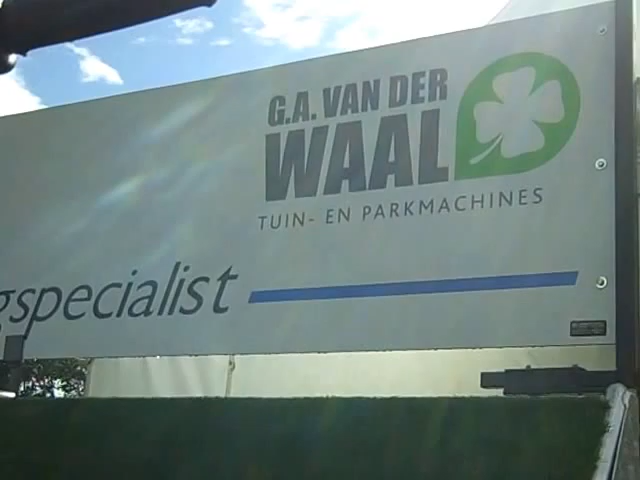 G.A. VAN DER
WAAL
TUIN- EN PARKMACHINES
gspecialist